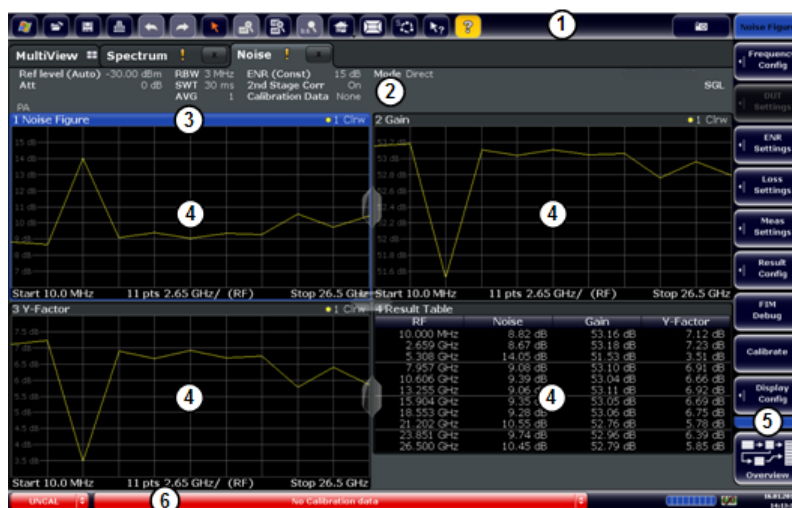 1
Noise Figure
MultiView Spectrum ! x Noise ! x
Frequency Config
Ref level (Auto) -30.00 dBm RBW 3 MHz ENR (Const) 15 dB Mode Direct
Att 0 dB SWT 30 ms 2nd Stage Corr On SGL
AVG 1 Calibration Data None
PA
2
DUT Settings
3
1 Noise Figure 1 Clrw
15 dB
14 dB
13 dB
12 dB
11 dB
10 dB
9 dB
8 dB
7 dB
4
Start 10.0 MHz 11 pts 2.65 GHz/ (RF) Stop 26.5 GHz
2 Gain 1 Clrw
53.2 dB
53 dB
52.8 dB
52.6 dB
52.4 dB
52.2 dB
52 dB
51.8 dB
51.6 dB
4
Start 10.0 MHz 11 pts 2.65 GHz/ (RF) Stop 26.5 GHz
ENR Settings
Loss Settings
Meas Settings
Result Config
FIM Debug
Calibrate
Display Config
5
Overview
3 Y-Factor 1 Clrw
7.5 dB
7 dB
6.5 dB
6 dB
5.5 dB
5 dB
4.5 dB
4 dB
3.5 dB
4
Start 10.0 MHz 11 pts 2.65 GHz/ (RF) Stop 26.5 GHz
4 Result Table
RF Noise Gain Y-Factor
10.000 MHz 8.82 dB 53.16 dB 7.12 dB
2.659 GHz 8.67 dB 53.18 dB 7.23 dB
5.308 GHz 14.05 dB 51.53 dB 3.51 dB
7.957 GHz 9.08 dB 53.10 dB 6.91 dB
10.606 GHz 9.39 dB 53.04 dB 6.66 dB
13.255 GHz 9.06 dB 53.11 dB 6.92 dB
15.904 GHz 9.35 dB 53.05 dB 6.69 dB
18.553 GHz 9.28 dB 53.06 dB 6.75 dB
21.202 GHz 10.55 dB 52.76 dB 5.78 dB
23.851 GHz 9.74 dB 52.96 dB 6.39 dB
26.500 GHz 10.45 dB 52.79 dB 5.85 dB
4
UNCAL 6 No Calibration data